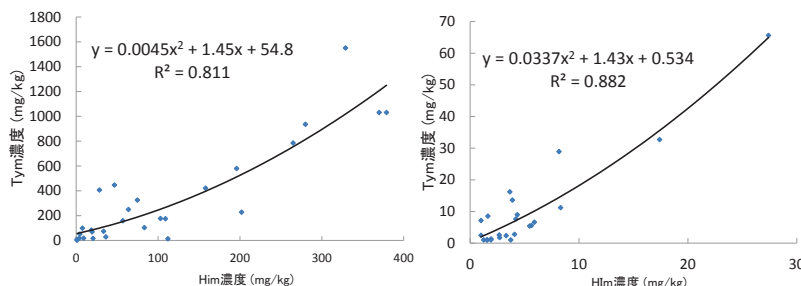 1800
1600
1400
1200
1000
800
600
400
200
0
0 100 200 300 400
Tym濃度 (mg/kg)
Him濃度 (mg/kg)
y = 0.0045x² + 1.45x + 54.8
R² = 0.811
70
60
50
40
30
20
10
0
0 10 20 30
Tym濃度 (mg/kg)
HIm濃度 (mg/kg)
y = 0.0337x² + 1.43x + 0.534
R² = 0.882